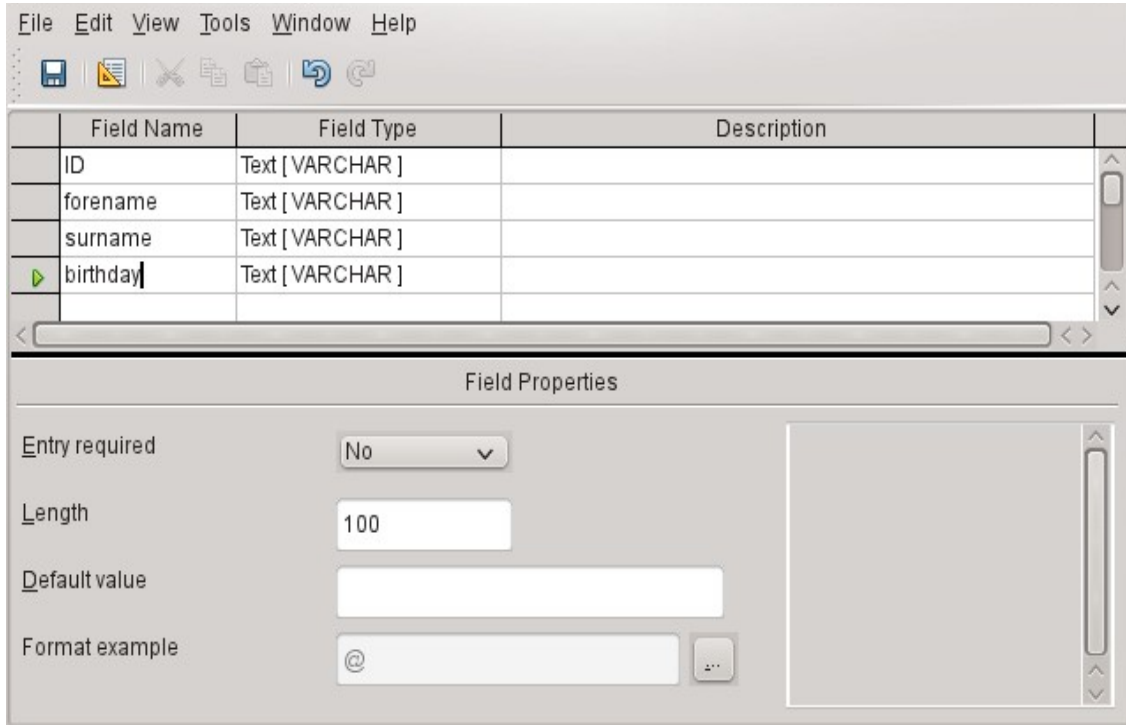 File Edit View Tools Window Help
Field Name Field Type Description
ID Text [ VARCHAR ]
forename Text [ VARCHAR ]
surname Text [ VARCHAR ]
birthday Text [ VARCHAR ]
Field Properties
Entry required No
Length 100
Default value
Format example @ ...